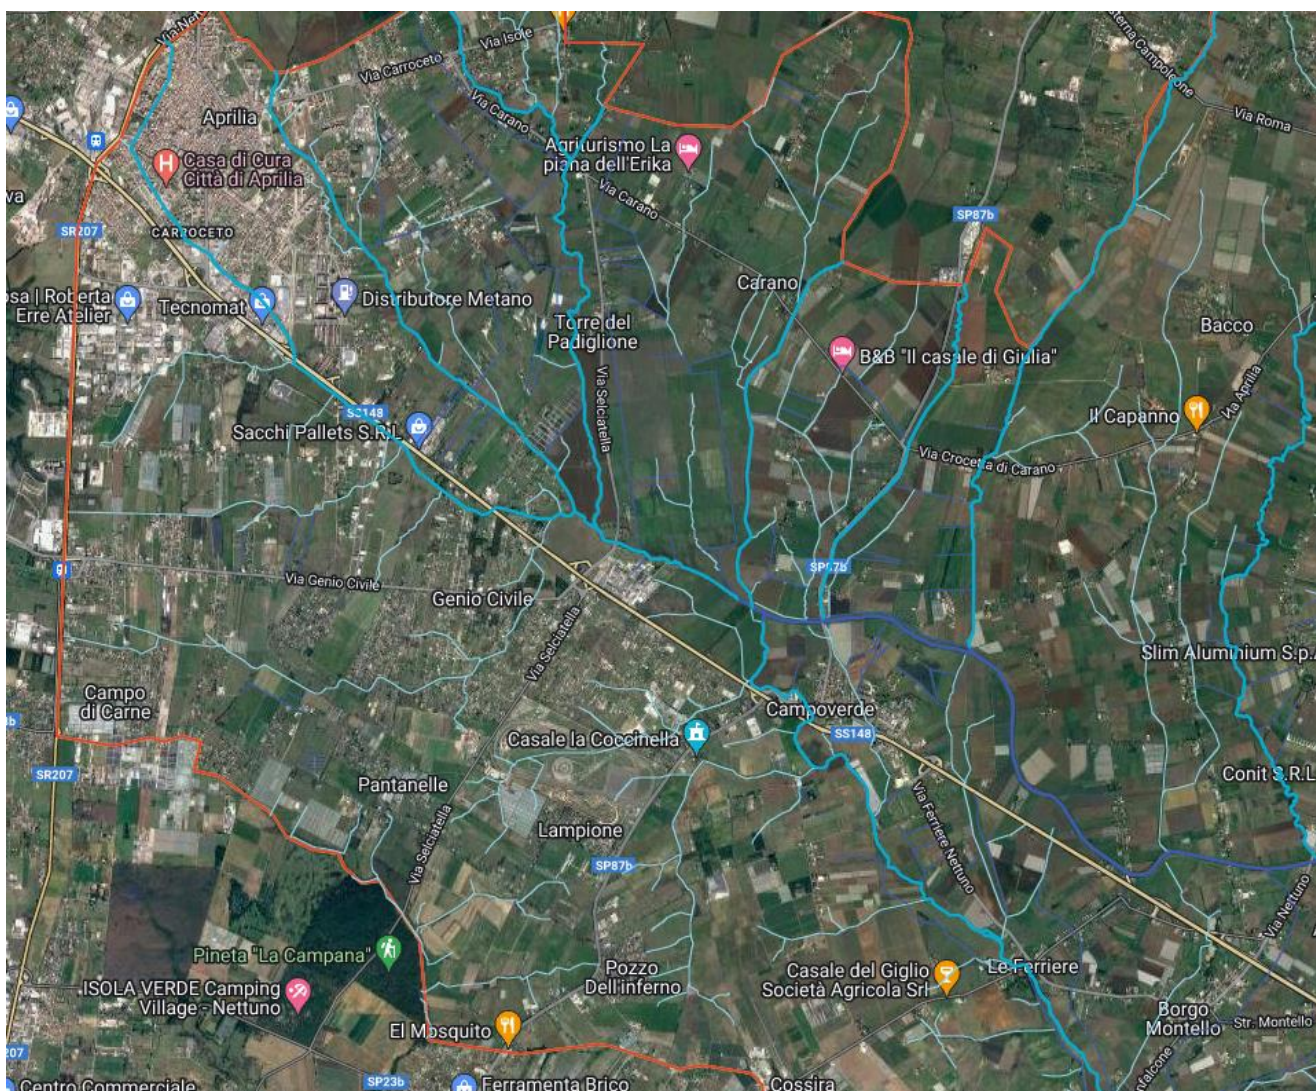 Via Isole
Via Carroceto
Via Carano
Aprilia
Casa di Cura
Città di Aprilia
Agriturismo La
piana dell'Erika
Via Roma
Via Carano
SR207
CARROCETO
SP87b
Tecnomat
Distributore Metano
Erre Atelier
Carano
Torre del
Padiglione
Bacco
B&B "Il casale di Giulia"
SS148
Sacchi Pallets S.R.L
Via Selciatella
Il Capanno
Via Aprilia
Via Crocetta di Carano
Via Genio Civile
Genio Civile
SP87b
Via Selciatella
Slim Aluminium S.p.A
Campo
di Carne
Campoverde
Casale la Coccinella
SS148
SR207
Conit S.R.L
Pantanelle
Lampione
Via Selciatella
SP87b
Via Ferriere Nettuno
Via Nettuno
Pineta "La Campana"
ISOLA VERDE Camping
Village - Nettuno
Pozzo
Dell'inferno
Casale del Giglio
Società Agricola Srl
Le Ferriere
El Mosquito
Borgo
Montello
Str. Montello
SP23b
Centro Commerciale
Ferramenta Brico
Cossira